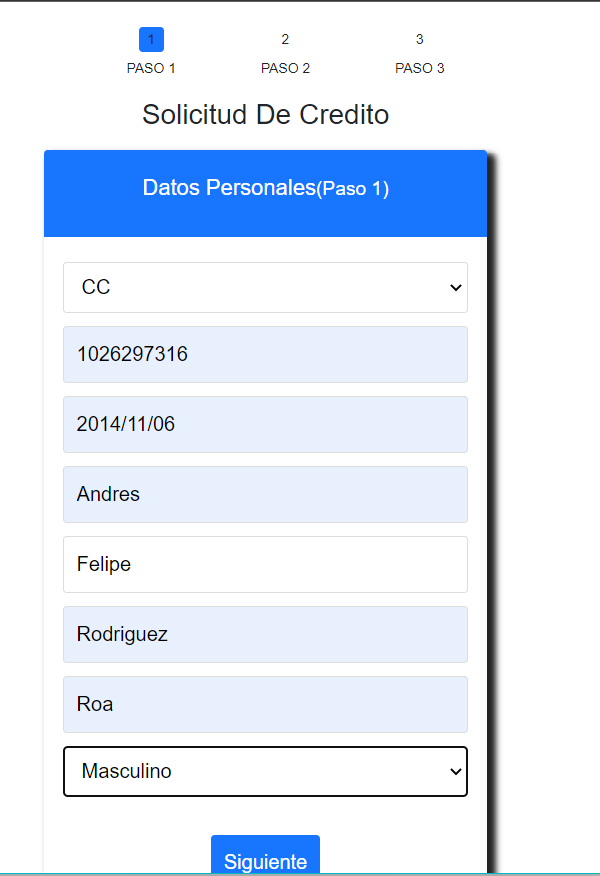 1 2 3
PASO 1 PASO 2 PASO 3
Solicitud De Credito
Datos Personales(Paso 1)
CC
1026297316
2014/11/06
Andres
Felipe
Rodriguez
Roa
Masculino
Siguiente